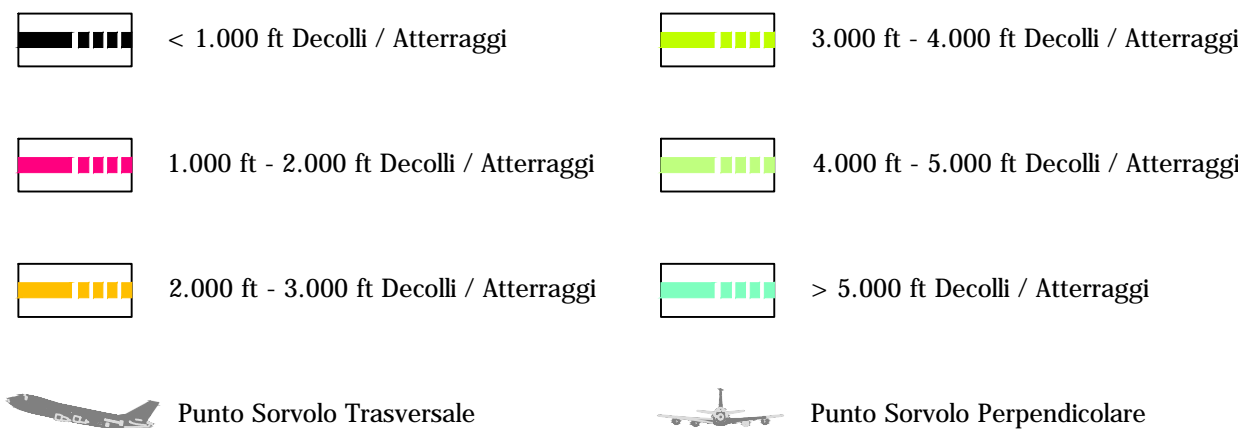 < 1.000 ft Decolli / Atterraggi
3.000 ft - 4.000 ft Decolli / Atterraggi
1.000 ft - 2.000 ft Decolli / Atterraggi
4.000 ft - 5.000 ft Decolli / Atterraggi
2.000 ft - 3.000 ft Decolli / Atterraggi
> 5.000 ft Decolli / Atterraggi
Punto Sorvolo Trasversale
Punto Sorvolo Perpendicolare